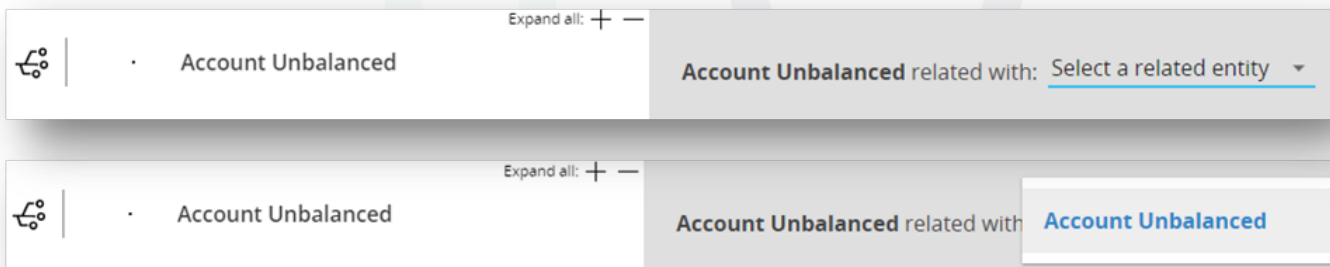 Expand all: + —
Account Unbalanced
Account Unbalanced related with: Select a related entity
Expand all: + —
Account Unbalanced
Account Unbalanced related with
Account Unbalanced